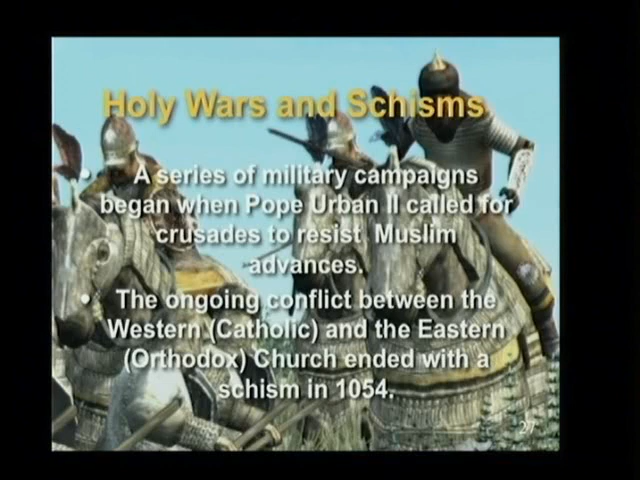 Holy Wars and Schisms
• A series of military campaigns
began when Pope Urban II called for
crusades to resist Muslim
advances.
• The ongoing conflict between the
Western (Catholic) and the Eastern
(Orthodox) Church ended with a
schism in 1054.
27